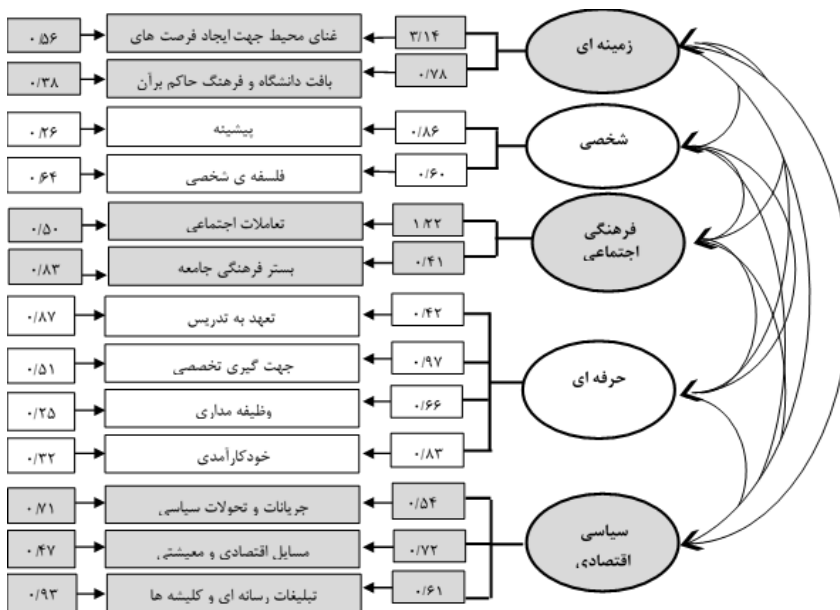 زمینه ای
۳/۱۴
غنای محیط جهت ایجاد فرصت های
۰/۵۶
۰/۷۸
بافت دانشگاه و فرهنگ حاکم برآن
۰/۳۸
شخصی
۰/۸۶
پیشینه
۰/۲۶
۰/۶۰
فلسفه ی شخصی
۰/۶۴
فرهنگی
اجتماعی
۱/۲۲
تعاملات اجتماعی
۰/۵۰
۰/۴۱
بستر فرهنگی جامعه
۰/۸۳
حرفه ای
۰/۴۲
تعهد به تدریس
۰/۸۷
۰/۹۷
جهت گیری تخصصی
۰/۵۱
۰/۶۶
وظیفه مداری
۰/۲۵
۰/۸۳
خودکارآمدی
۰/۳۲
سیاسی
اقتصادی
۰/۵۴
جریانات و تحولات سیاسی
۰/۷۱
۰/۷۲
مسایل اقتصادی و معیشتی
۰/۴۷
۰/۶۱
تبلیغات رسانه ای و کلیشه ها
۰/۹۳